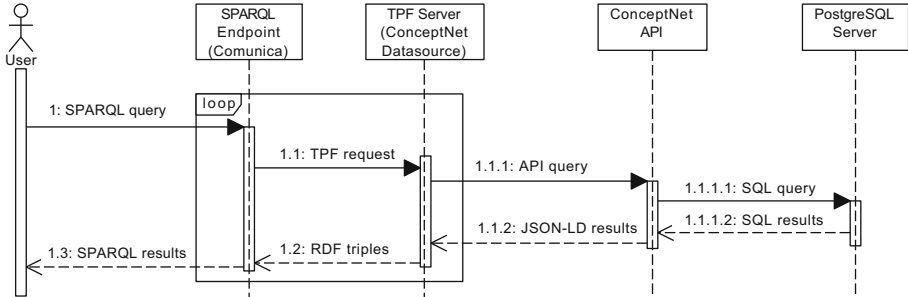 SPARQL
Endpoint
(Comunica)
TPF Server
(ConceptNet
Datasource)
ConceptNet
API
PostgreSQL
Server
User
loop
1: SPARQL query
1.1: TPF request
1.1.1: API query
1.1.1.1: SQL query
1.1.1.2: SQL results
1.1.2: JSON-LD results
1.2: RDF triples
1.3: SPARQL results